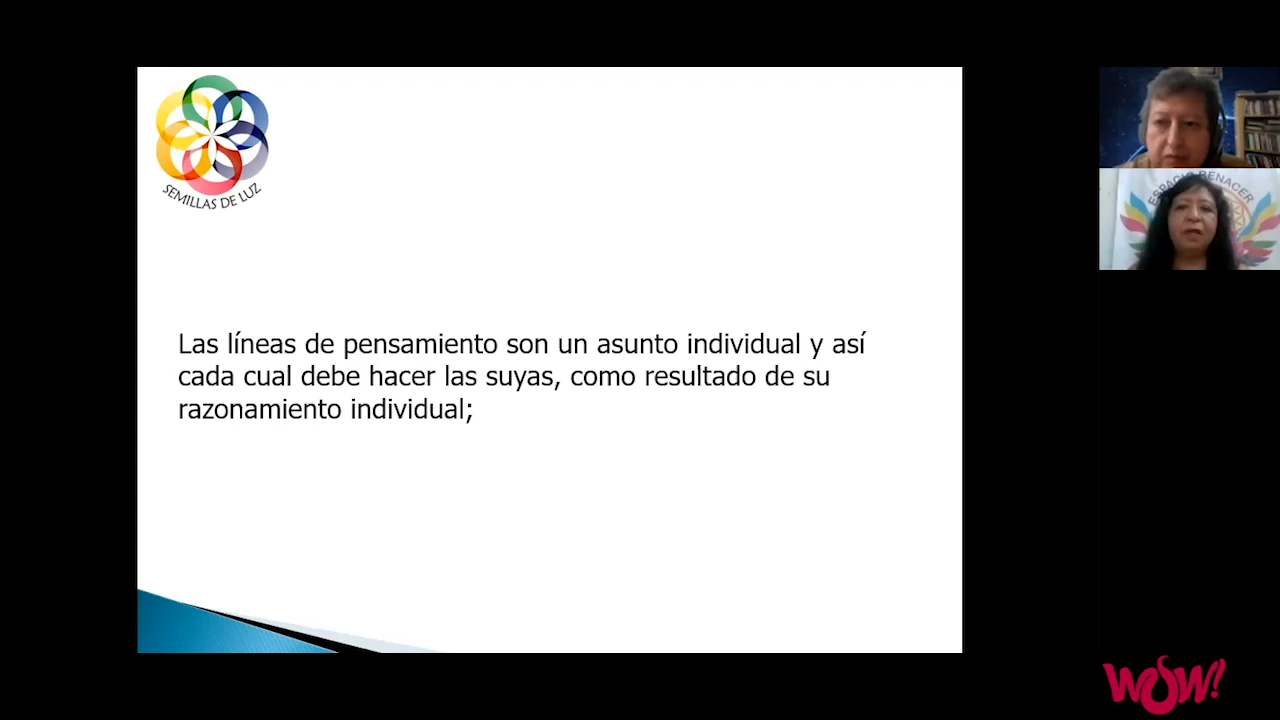 SEMILLAS DE LUZ
Las líneas de pensamiento son un asunto individual y así
cada cual debe hacer las suyas, como resultado de su
razonamiento individual;
ESPACIO RENACER
WOW!